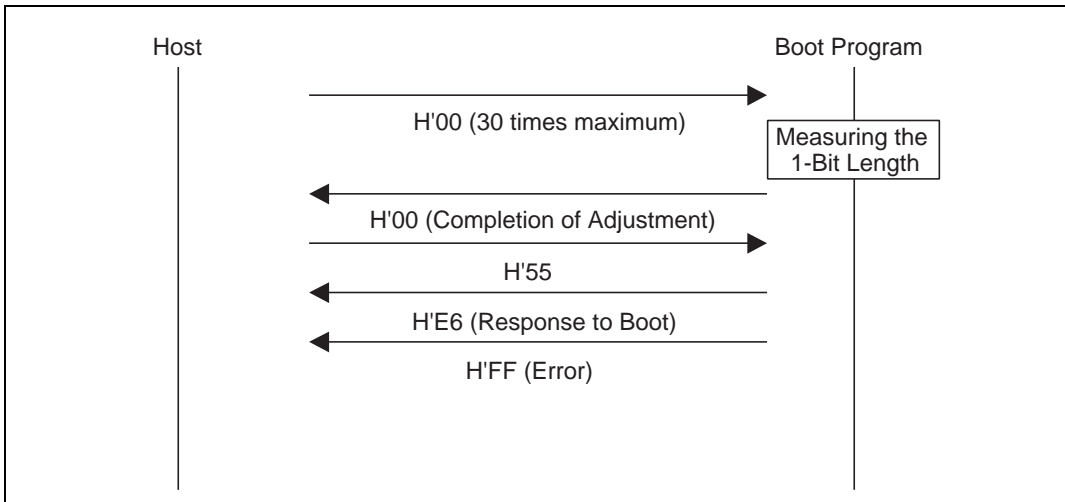 Host
Boot Program
H'00 (30 times maximum)
Measuring the
1-Bit Length
H'00 (Completion of Adjustment)
H'55
H'E6 (Response to Boot)
H'FF (Error)